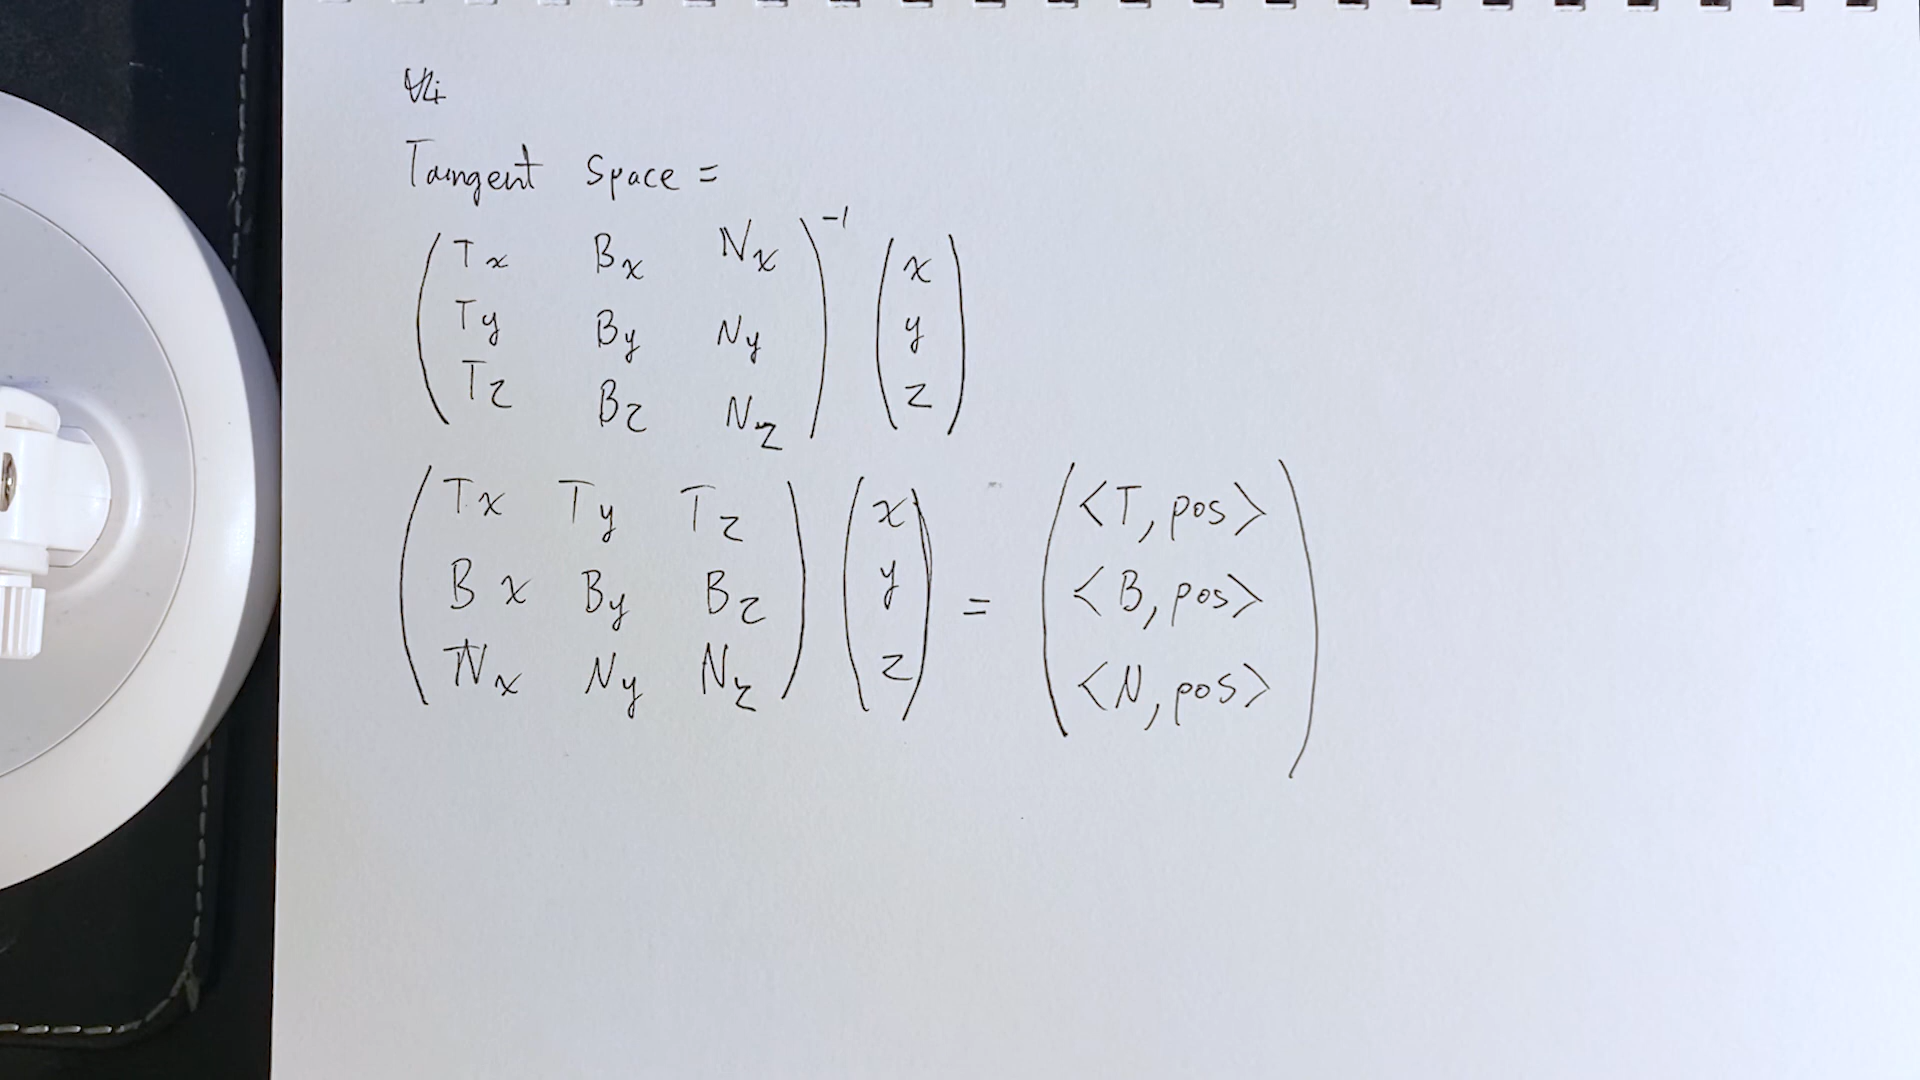 Tangent Space =
( Tx Bx Nx )⁻¹ ( x )
( Ty By Ny ) ( y )
( Tz Bz Nz ) ( z )
( Tx Ty Tz ) ( x ) ( <T, pos> )
( Bx By Bz ) ( y ) = ( <B, pos> )
( Nx Ny Nz ) ( z ) ( <N, pos> )